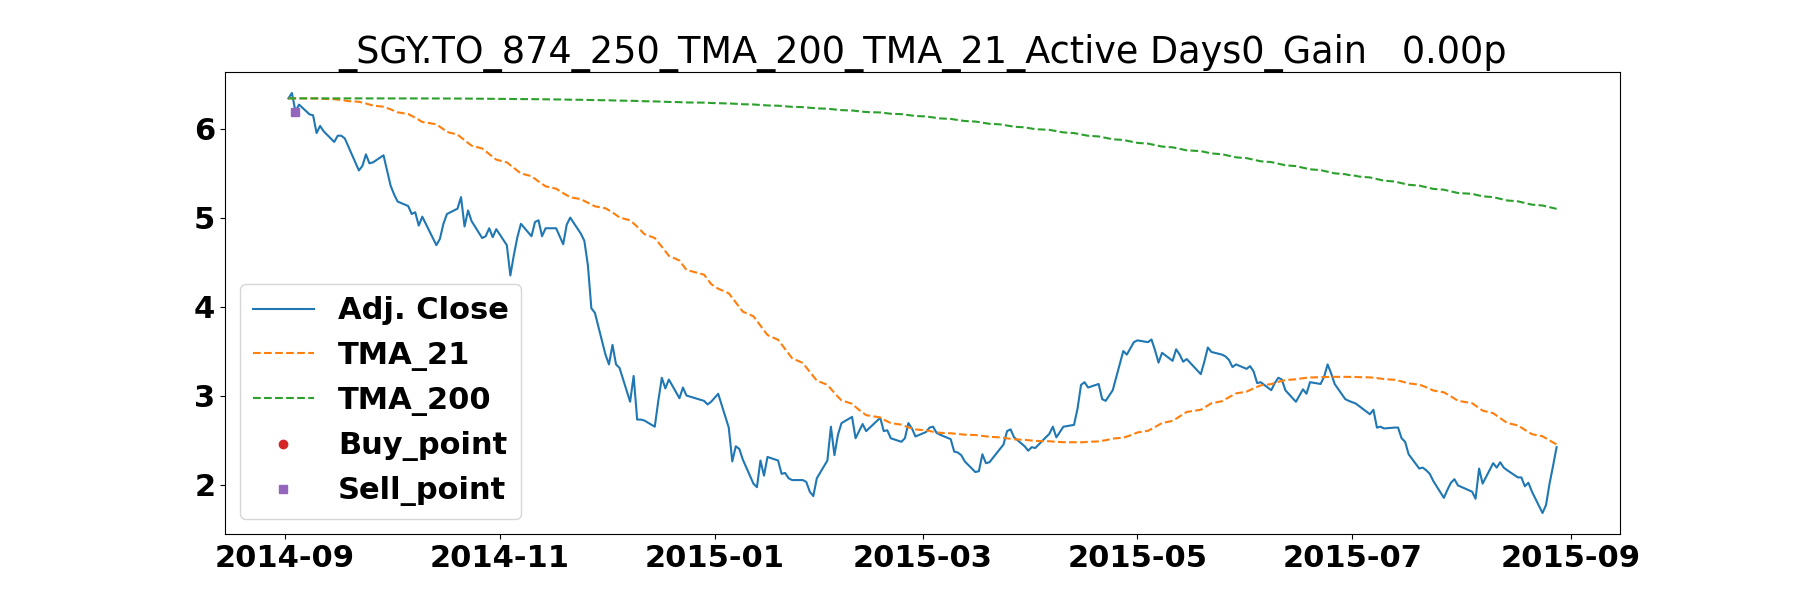 _SGY.TO_874_250_TMA_200_TMA_21_Active Days0_Gain   0.00p
6
5
4
3
2
Adj. Close
TMA_21
TMA_200
Buy_point
Sell_point
2014-09 2014-11 2015-01 2015-03 2015-05 2015-07 2015-09